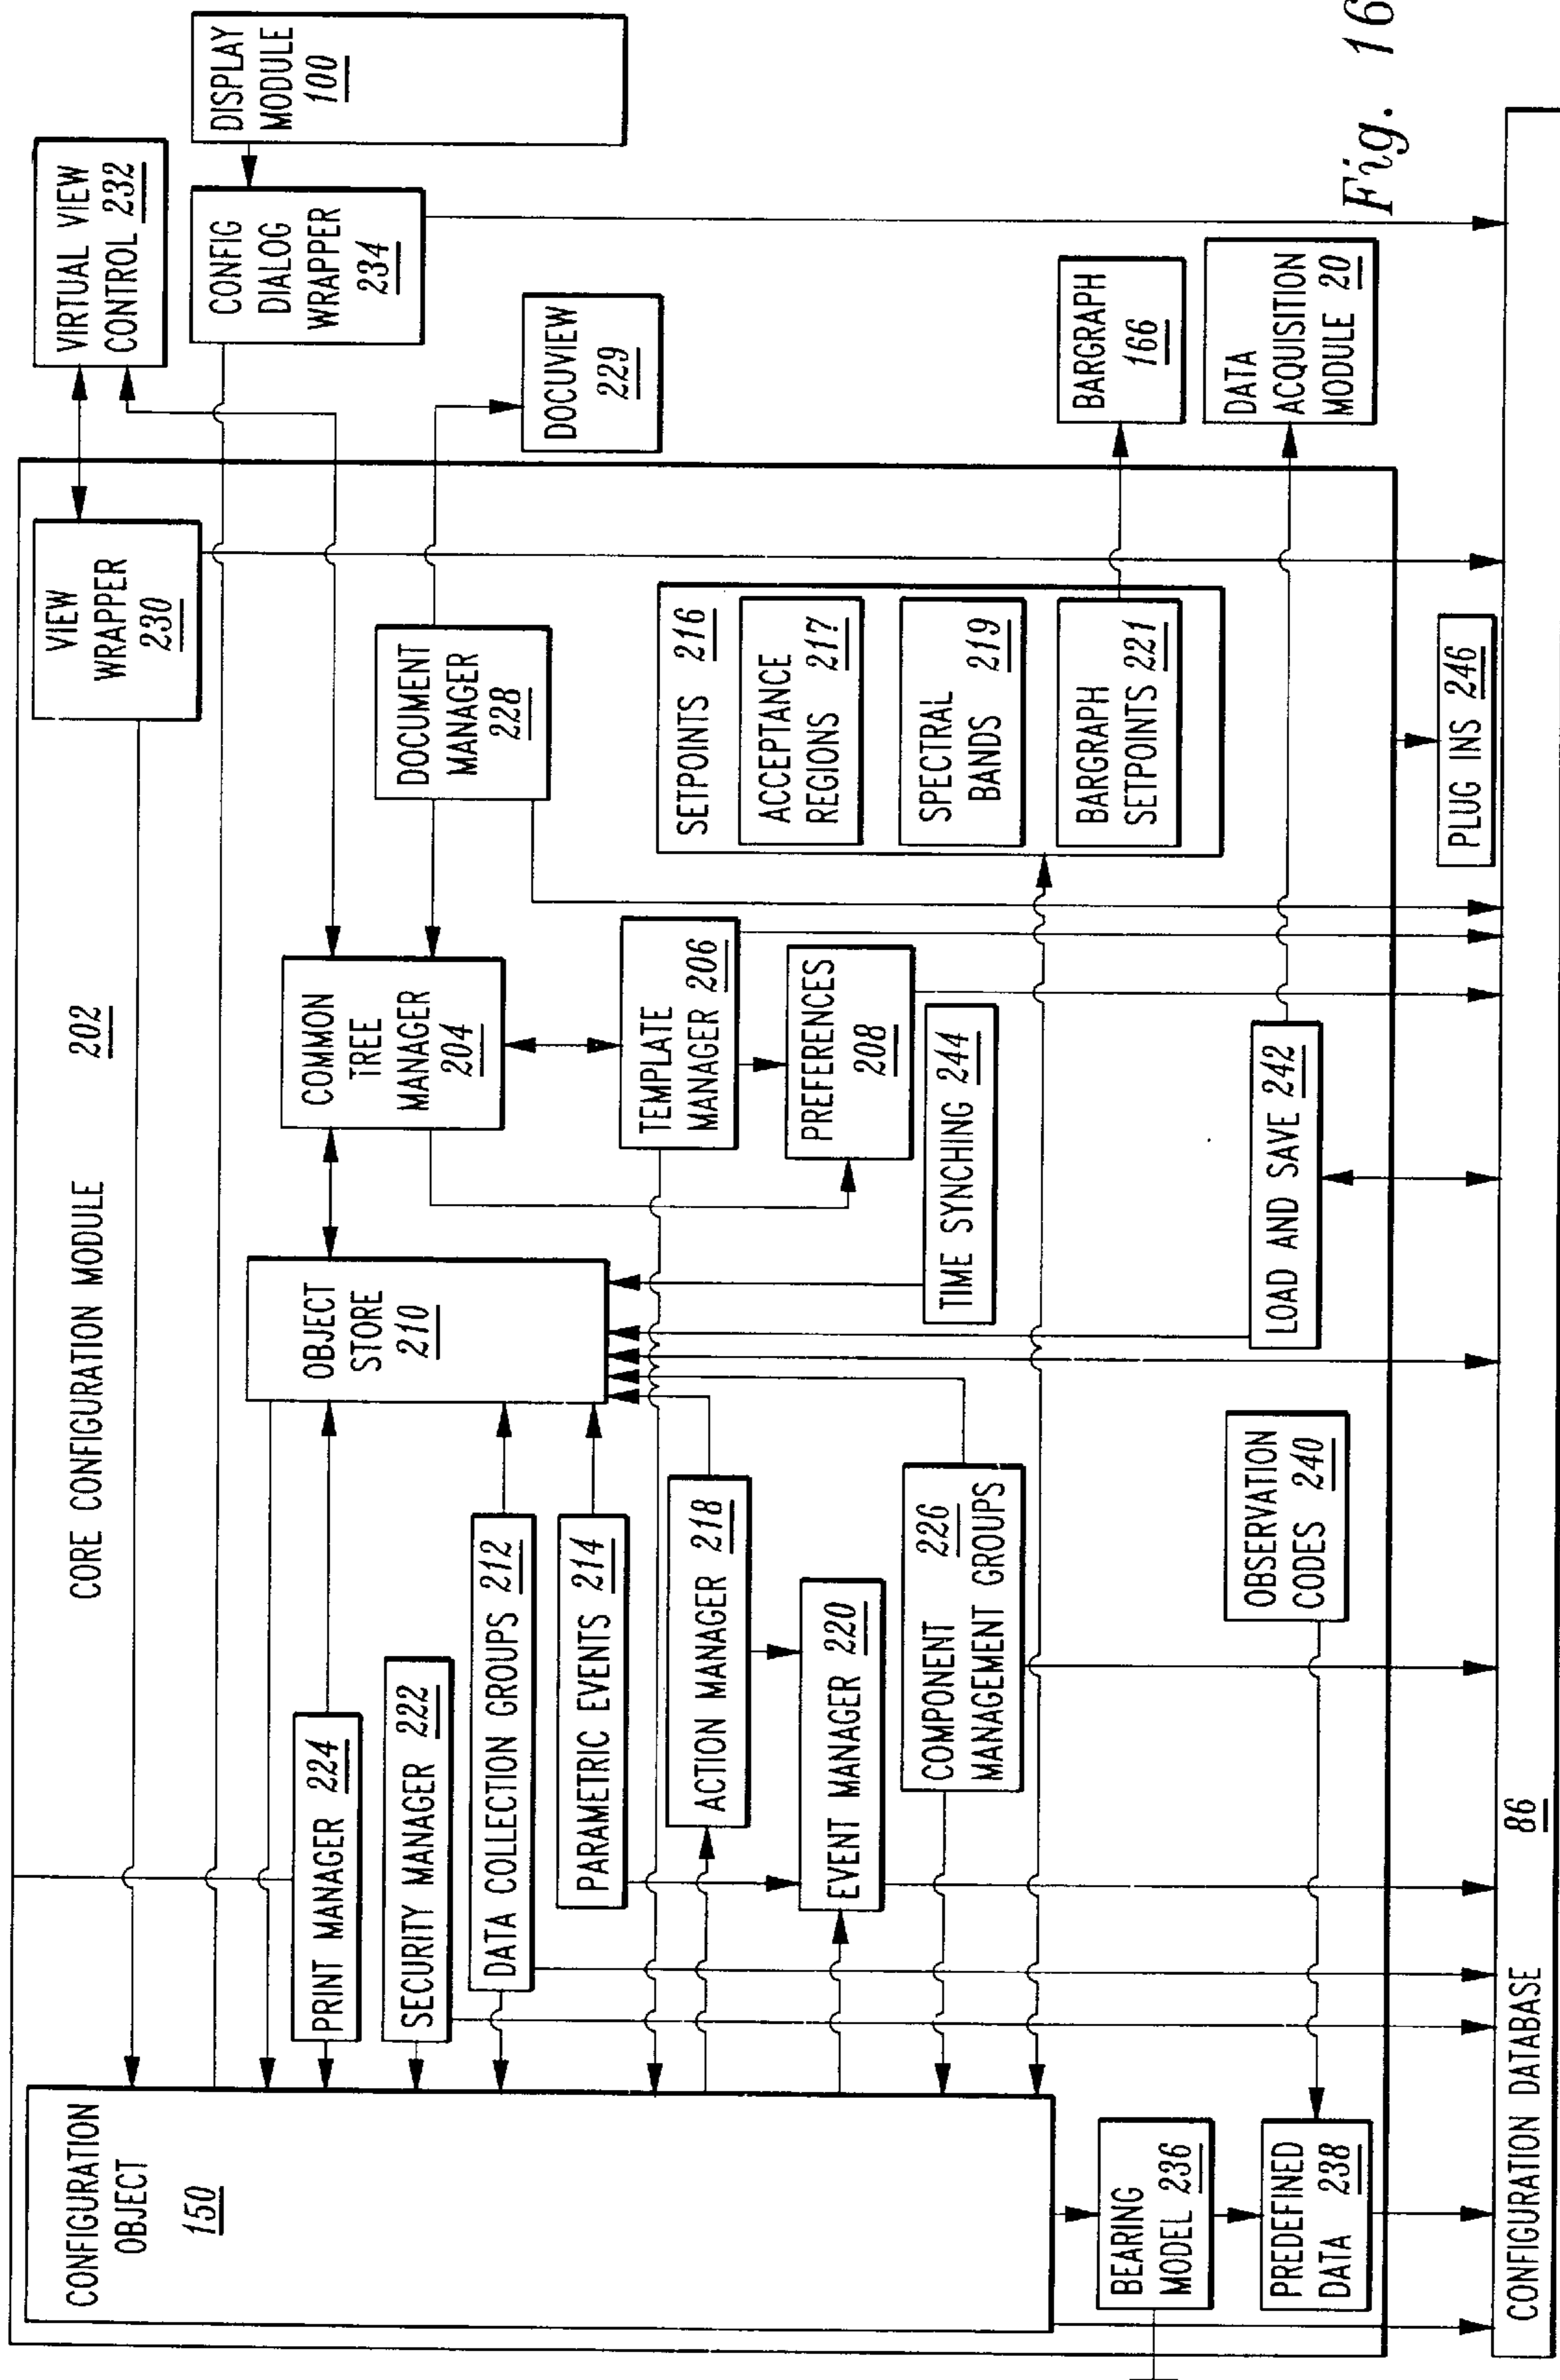 CORE CONFIGURATION MODULE 202
CONFIGURATION
OBJECT
150
VIEW
WRAPPER
230
VIRTUAL VIEW
CONTROL 232
DISPLAY
MODULE
100
CONFIG
DIALOG
WRAPPER
234
PRINT MANAGER 224
OBJECT
STORE
210
COMMON
TREE
MANAGER
204
DOCUMENT
MANAGER
228
DOCUVIEW
229
SECURITY MANAGER 222
DATA COLLECTION GROUPS 212
PARAMETRIC EVENTS 214
TEMPLATE
MANAGER 206
SETPOINTS 216
ACCEPTANCE
REGIONS 217
SPECTRAL
BANDS 219
BARGRAPH
SETPOINTS 221
ACTION MANAGER 218
PREFERENCES
208
EVENT MANAGER 220
TIME SYNCHING 244
COMPONENT 226
MANAGEMENT GROUPS
BARGRAPH
166
BEARING
MODEL 236
PREDEFINED
DATA 238
OBSERVATION
CODES 240
LOAD AND SAVE 242
DATA
ACQUISITION
MODULE 20
PLUG INS 246
CONFIGURATION DATABASE 86
Fig. 16